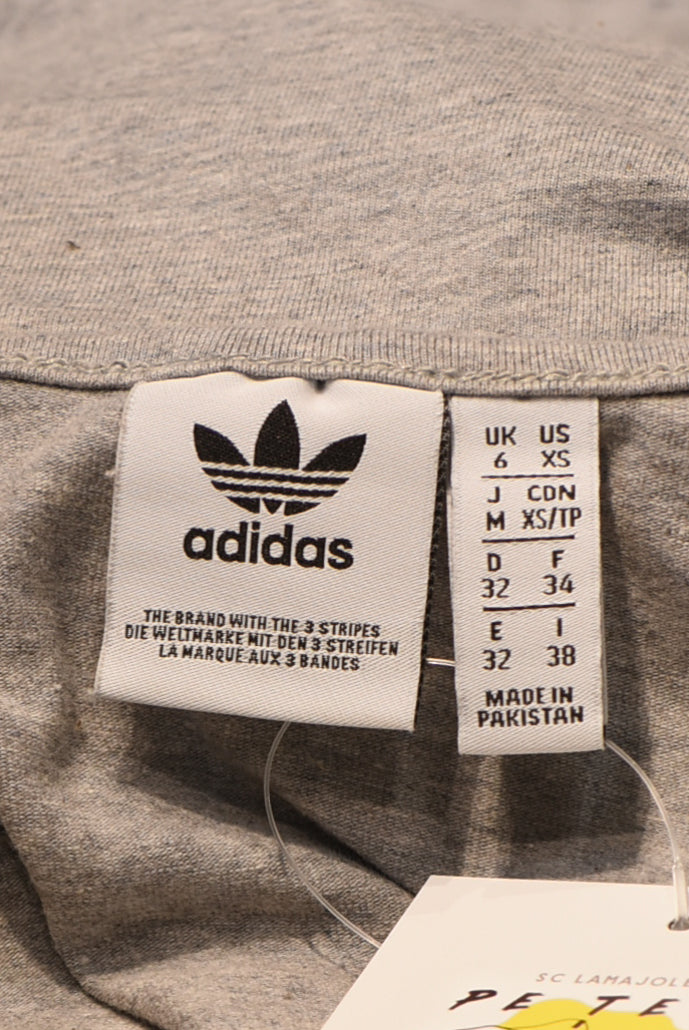 adidas
THE BRAND WITH THE 3 STRIPES
DIE WELTMARKE MIT DEN 3 STREIFEN
LA MARQUE AUX 3 BANDES
UK US
6 XS
J CDN
M XS/TP
D F
32 34
E I
32 38
MADE IN
PAKISTAN
SC LAMAJOLE
PETE